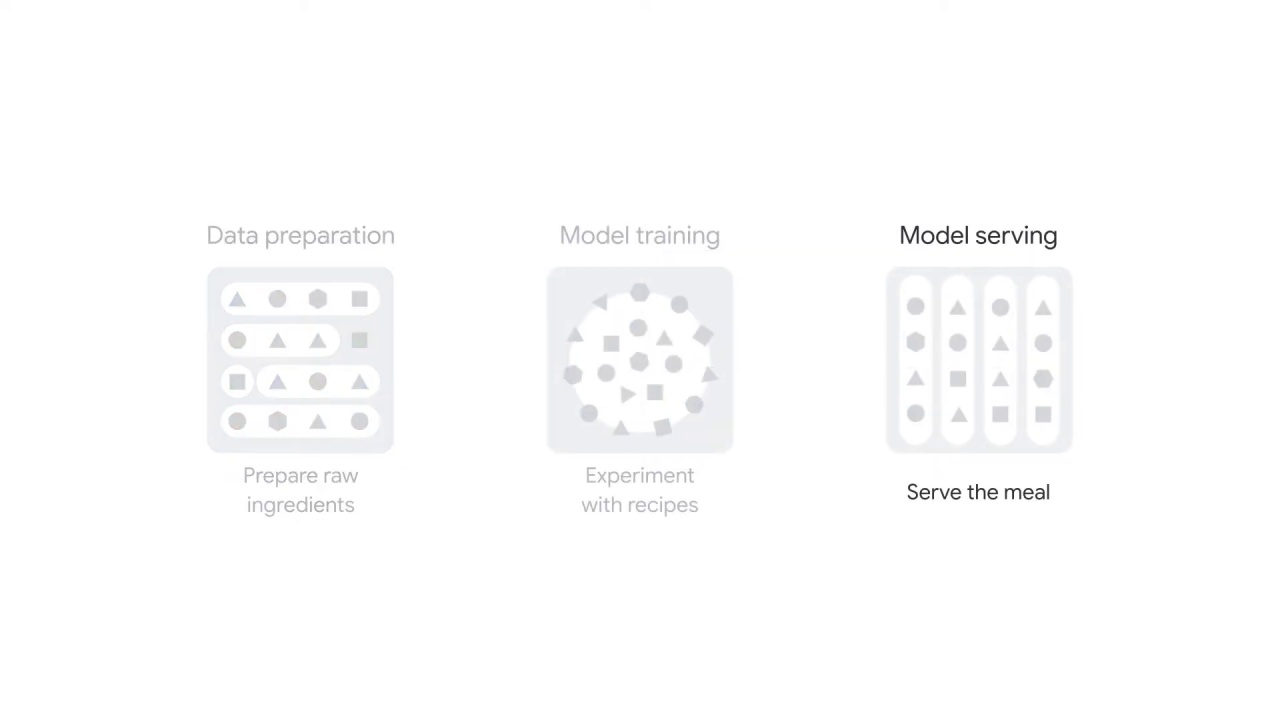 Data preparation
Model training
Model serving
Prepare raw
ingredients
Experiment
with recipes
Serve the meal